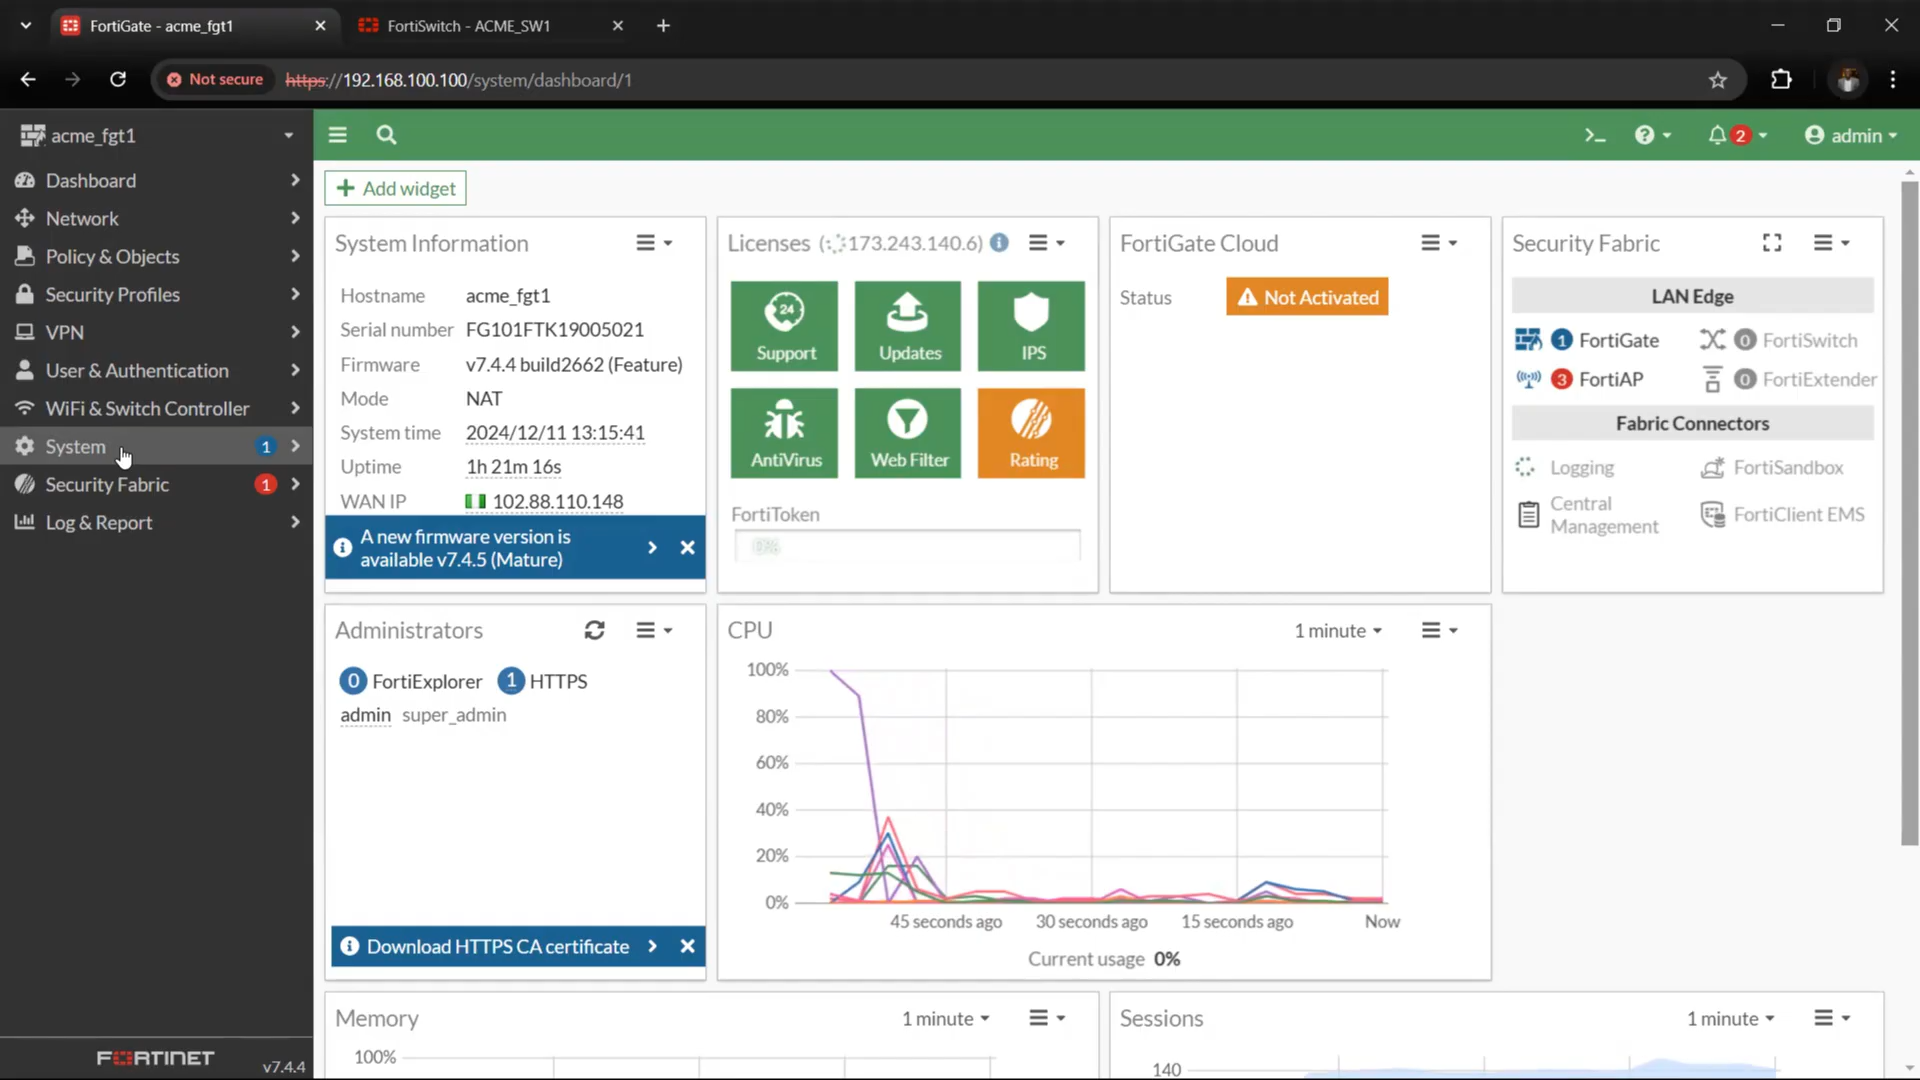 FortiGate - acme_fgt1
FortiSwitch - ACME_SW1
Not secure
https://192.168.100.100/system/dashboard/1
acme_fgt1
2
admin
Dashboard
Network
Policy & Objects
Security Profiles
VPN
User & Authentication
WiFi & Switch Controller
System 1
Security Fabric 1
Log & Report
FORTINET
v7.4.4
+ Add widget
System Information
Hostname acme_fgt1
Serial number FG101FTK19005021
Firmware v7.4.4 build2662 (Feature)
Mode NAT
System time 2024/12/11 13:15:41
Uptime 1h 21m 16s
WAN IP 102.88.110.148
A new firmware version is
available v7.4.5 (Mature)
Licenses (173.243.140.6)
24
Support
Updates
IPS
AntiVirus
Web Filter
Rating
FortiToken
0%
FortiGate Cloud
Status Not Activated
Security Fabric
LAN Edge
1 FortiGate
0 FortiSwitch
3 FortiAP
0 FortiExtender
Fabric Connectors
Logging
FortiSandbox
Central
Management
FortiClient EMS
Administrators
0 FortiExplorer 1 HTTPS
admin super_admin
Download HTTPS CA certificate
CPU
1 minute
100%
80%
60%
40%
20%
0%
45 seconds ago
30 seconds ago
15 seconds ago
Now
Current usage 0%
Memory
1 minute
100%
Sessions
1 minute
140